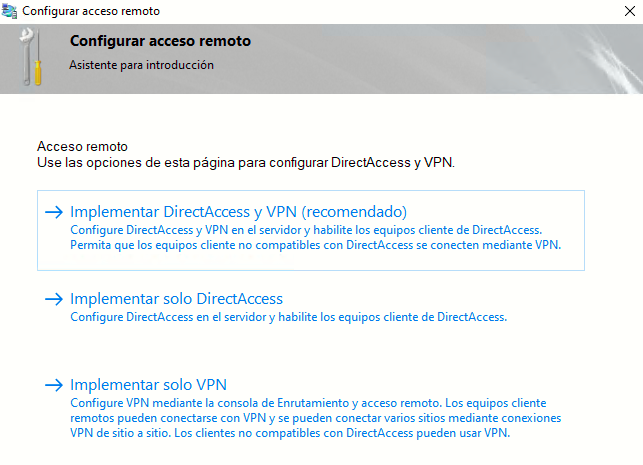 Configurar acceso remoto
Configurar acceso remoto
Asistente para introducción
Acceso remoto
Use las opciones de esta página para configurar DirectAccess y VPN.
Implementar DirectAccess y VPN (recomendado)
Configure DirectAccess y VPN en el servidor y habilite los equipos cliente de DirectAccess.
Permita que los equipos cliente no compatibles con DirectAccess se conecten mediante VPN.
Implementar solo DirectAccess
Configure DirectAccess en el servidor y habilite los equipos cliente de DirectAccess.
Implementar solo VPN
Configure VPN mediante la consola de Enrutamiento y acceso remoto. Los equipos cliente
remotos pueden conectarse con VPN y se pueden conectar varios sitios mediante conexiones
VPN de sitio a sitio. Los clientes no compatibles con DirectAccess pueden usar VPN.